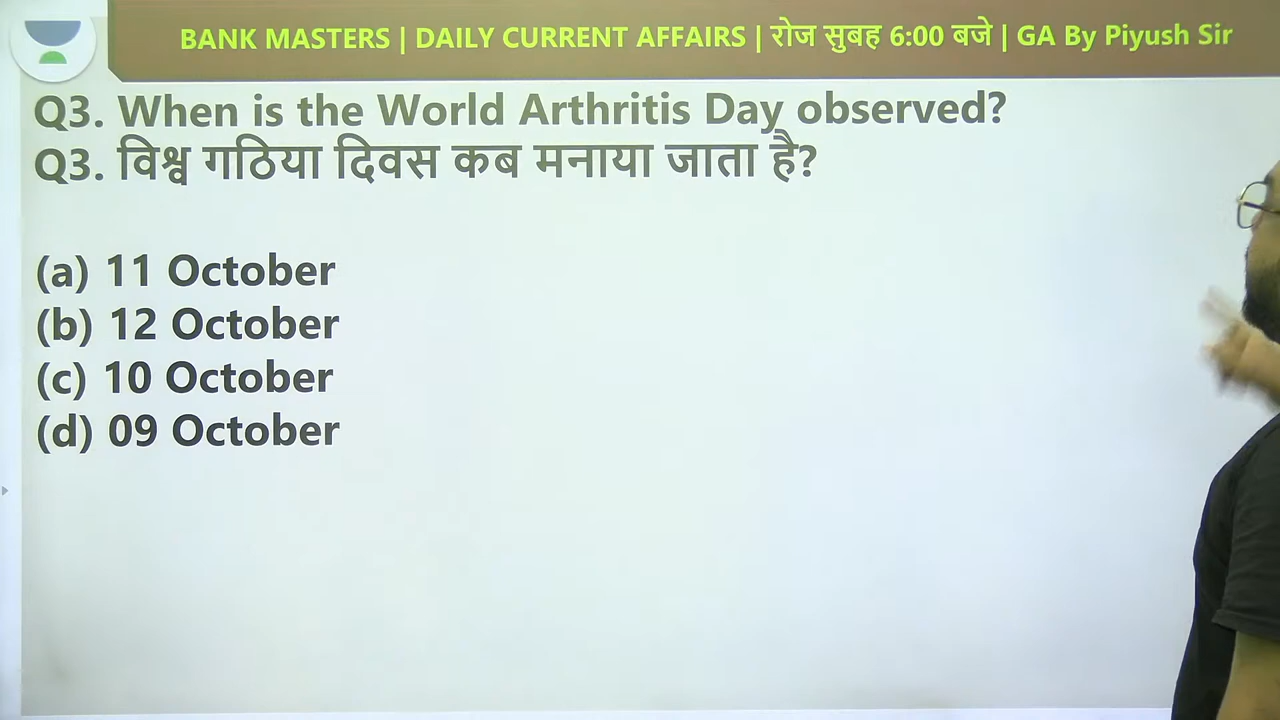 BANK MASTERS | DAILY CURRENT AFFAIRS | रोज सुबह 6:00 बजे | GA By Piyush Sir
Q3. When is the World Arthritis Day observed?
Q3. विश्व गठिया दिवस कब मनाया जाता है?
(a) 11 October
(b) 12 October
(c) 10 October
(d) 09 October